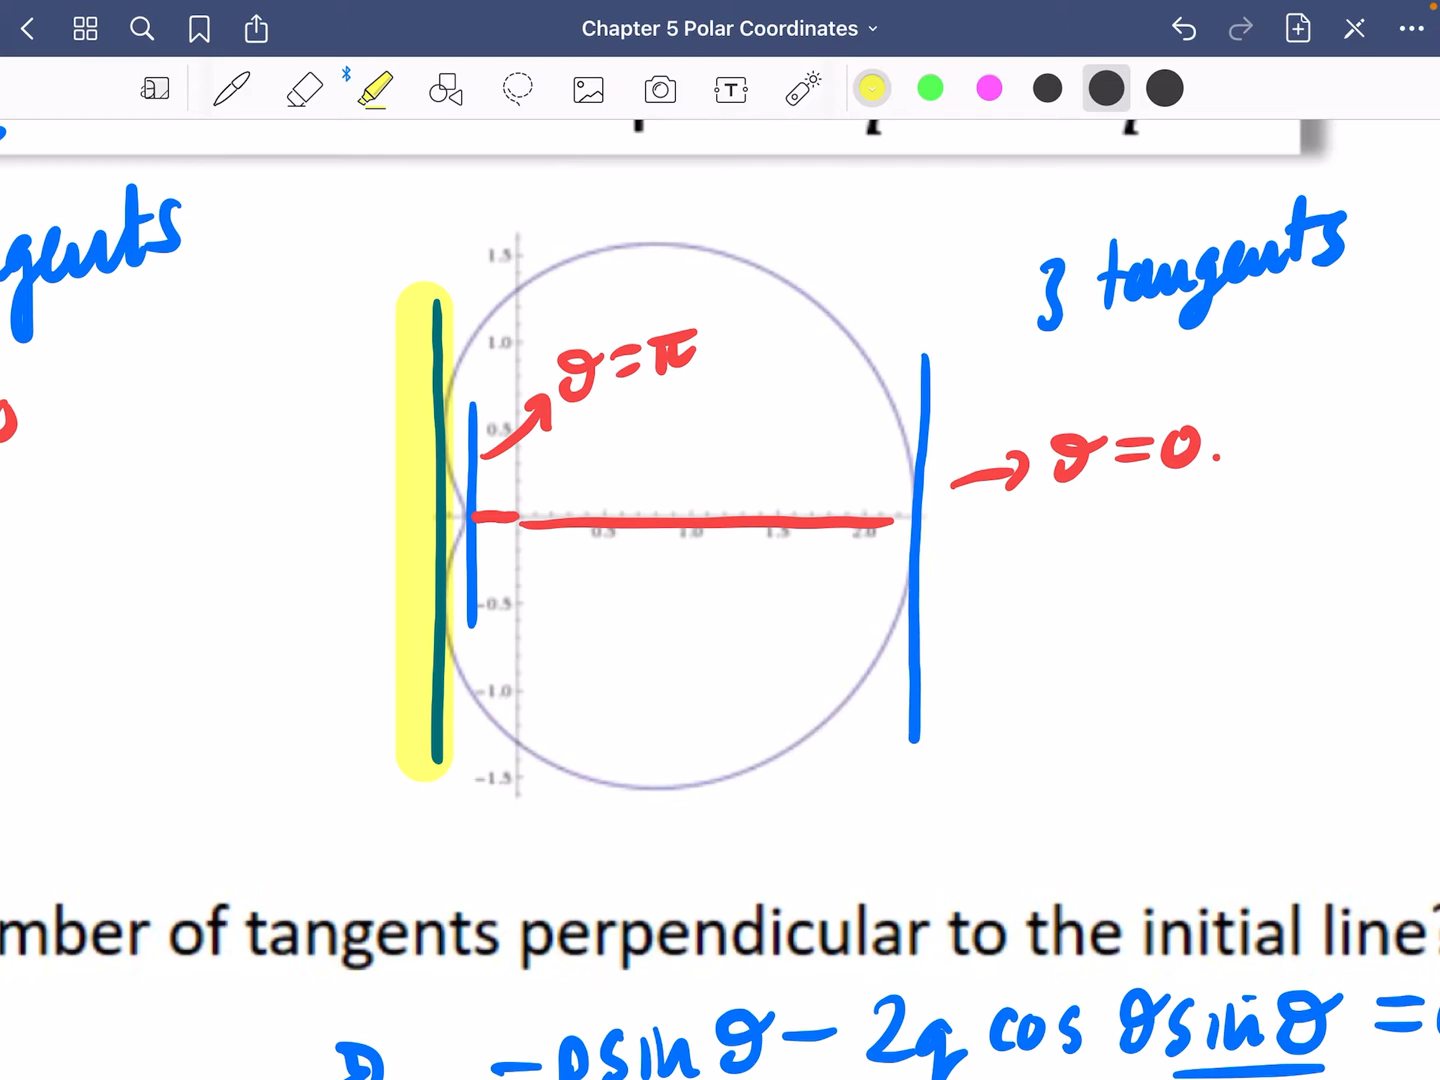 Chapter 5 Polar Coordinates
T
gents
3 tangents
1.5
1.0
0.5
-0.5
-1.0
-1.5
0.5 1.0 1.5 2.0
θ=π
θ=0.
mber of tangents perpendicular to the initial line?
-psinθ - 2q cos θsinθ =